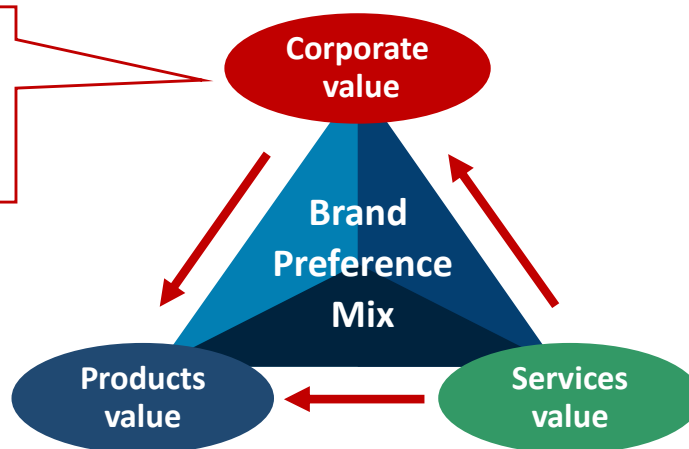 Corporate
value
Brand
Preference
Mix
Products
value
Services
value